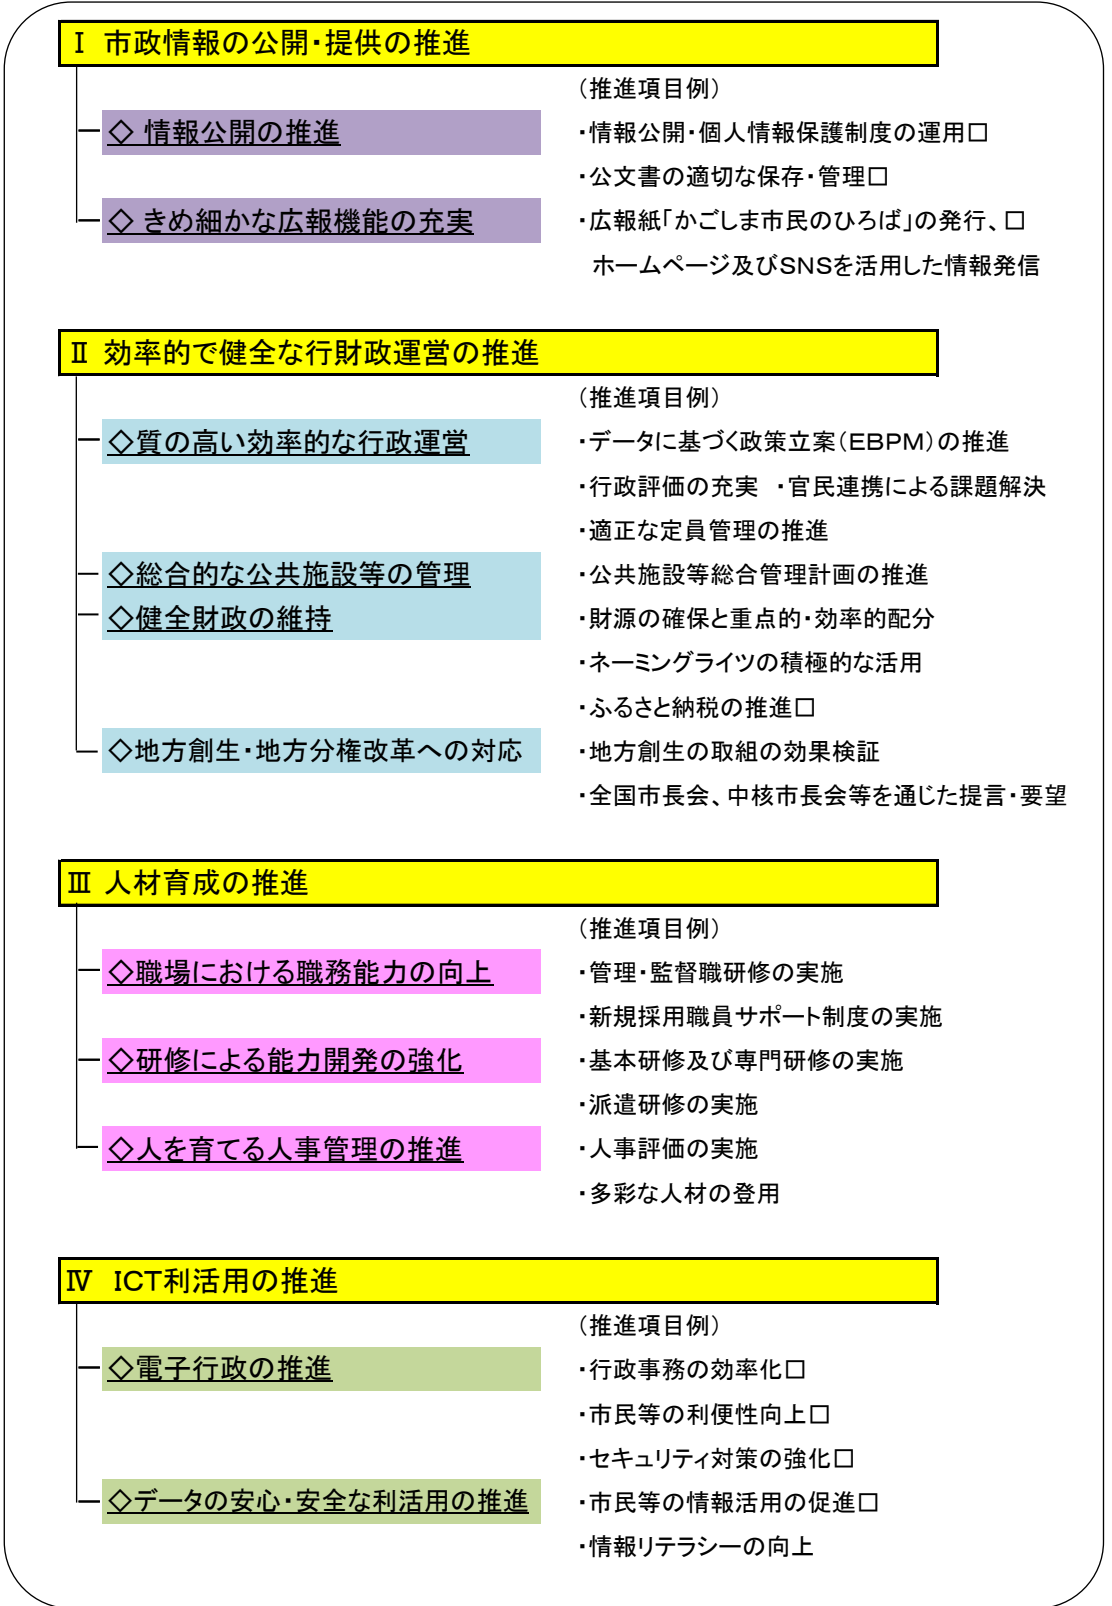 Ⅰ 市政情報の公開・提供の推進
（推進項目例）
◇ 情報公開の推進
・情報公開・個人情報保護制度の運用□
・公文書の適切な保存・管理□
◇ きめ細かな広報機能の充実
・広報紙「かごしま市民のひろば」の発行、□
ホームページ及びSNSを活用した情報発信
Ⅱ 効率的で健全な行財政運営の推進
（推進項目例）
◇質の高い効率的な行政運営
・データに基づく政策立案（EBPM）の推進
・行政評価の充実 ・官民連携による課題解決
・適正な定員管理の推進
◇総合的な公共施設等の管理
・公共施設等総合管理計画の推進
◇健全財政の維持
・財源の確保と重点的・効率的配分
・ネーミングライツの積極的な活用
・ふるさと納税の推進□
◇地方創生・地方分権改革への対応
・地方創生の取組の効果検証
・全国市長会、中核市長会等を通じた提言・要望
Ⅲ 人材育成の推進
（推進項目例）
◇職場における職務能力の向上
・管理・監督職研修の実施
・新規採用職員サポート制度の実施
◇研修による能力開発の強化
・基本研修及び専門研修の実施
・派遣研修の実施
◇人を育てる人事管理の推進
・人事評価の実施
・多彩な人材の登用
Ⅳ ICT利活用の推進
（推進項目例）
◇電子行政の推進
・行政事務の効率化□
・市民等の利便性向上□
・セキュリティ対策の強化□
◇データの安心・安全な利活用の推進
・市民等の情報活用の促進□
・情報リテラシーの向上